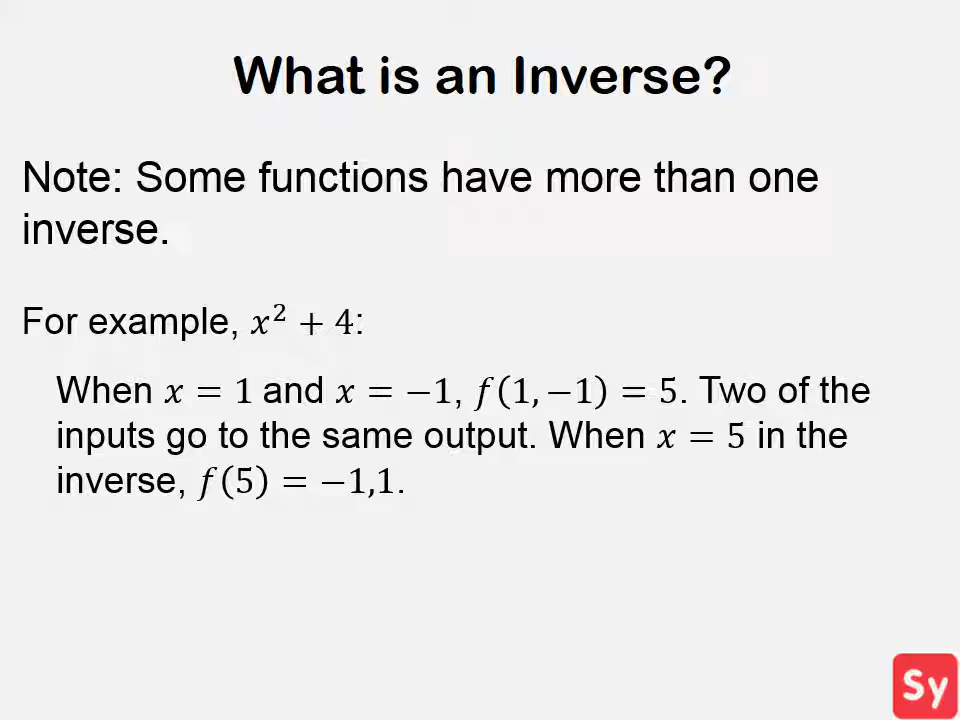 What is an Inverse?
Note: Some functions have more than one
inverse.
For example, 𝑥² + 4:
When 𝑥 = 1 and 𝑥 = −1, 𝑓(1, −1) = 5. Two of the
inputs go to the same output. When 𝑥 = 5 in the
inverse, 𝑓(5) = −1,1.
Sy